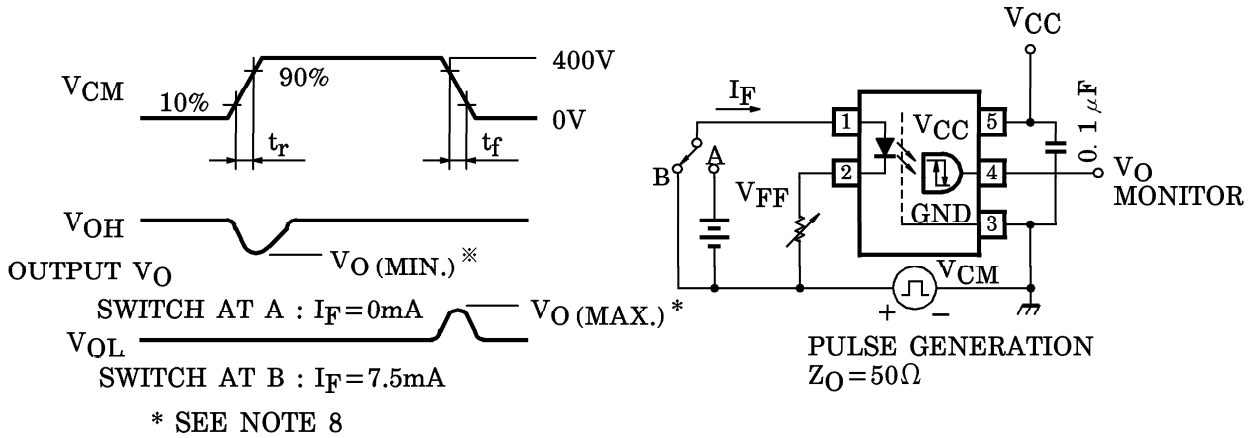 VCM
10%
90%
400V
0V
tr
tf
VOH
VO (MIN.) ※
OUTPUT VO
SWITCH AT A : IF=0mA
VO (MAX.) *
VOL
SWITCH AT B : IF=7.5mA
* SEE NOTE 8
VCC
IF
1
VCC
5
0.1μF
A
B
2
4
VO
MONITOR
VFF
GND
3
VCM
+
−
PULSE GENERATION
ZO=50Ω